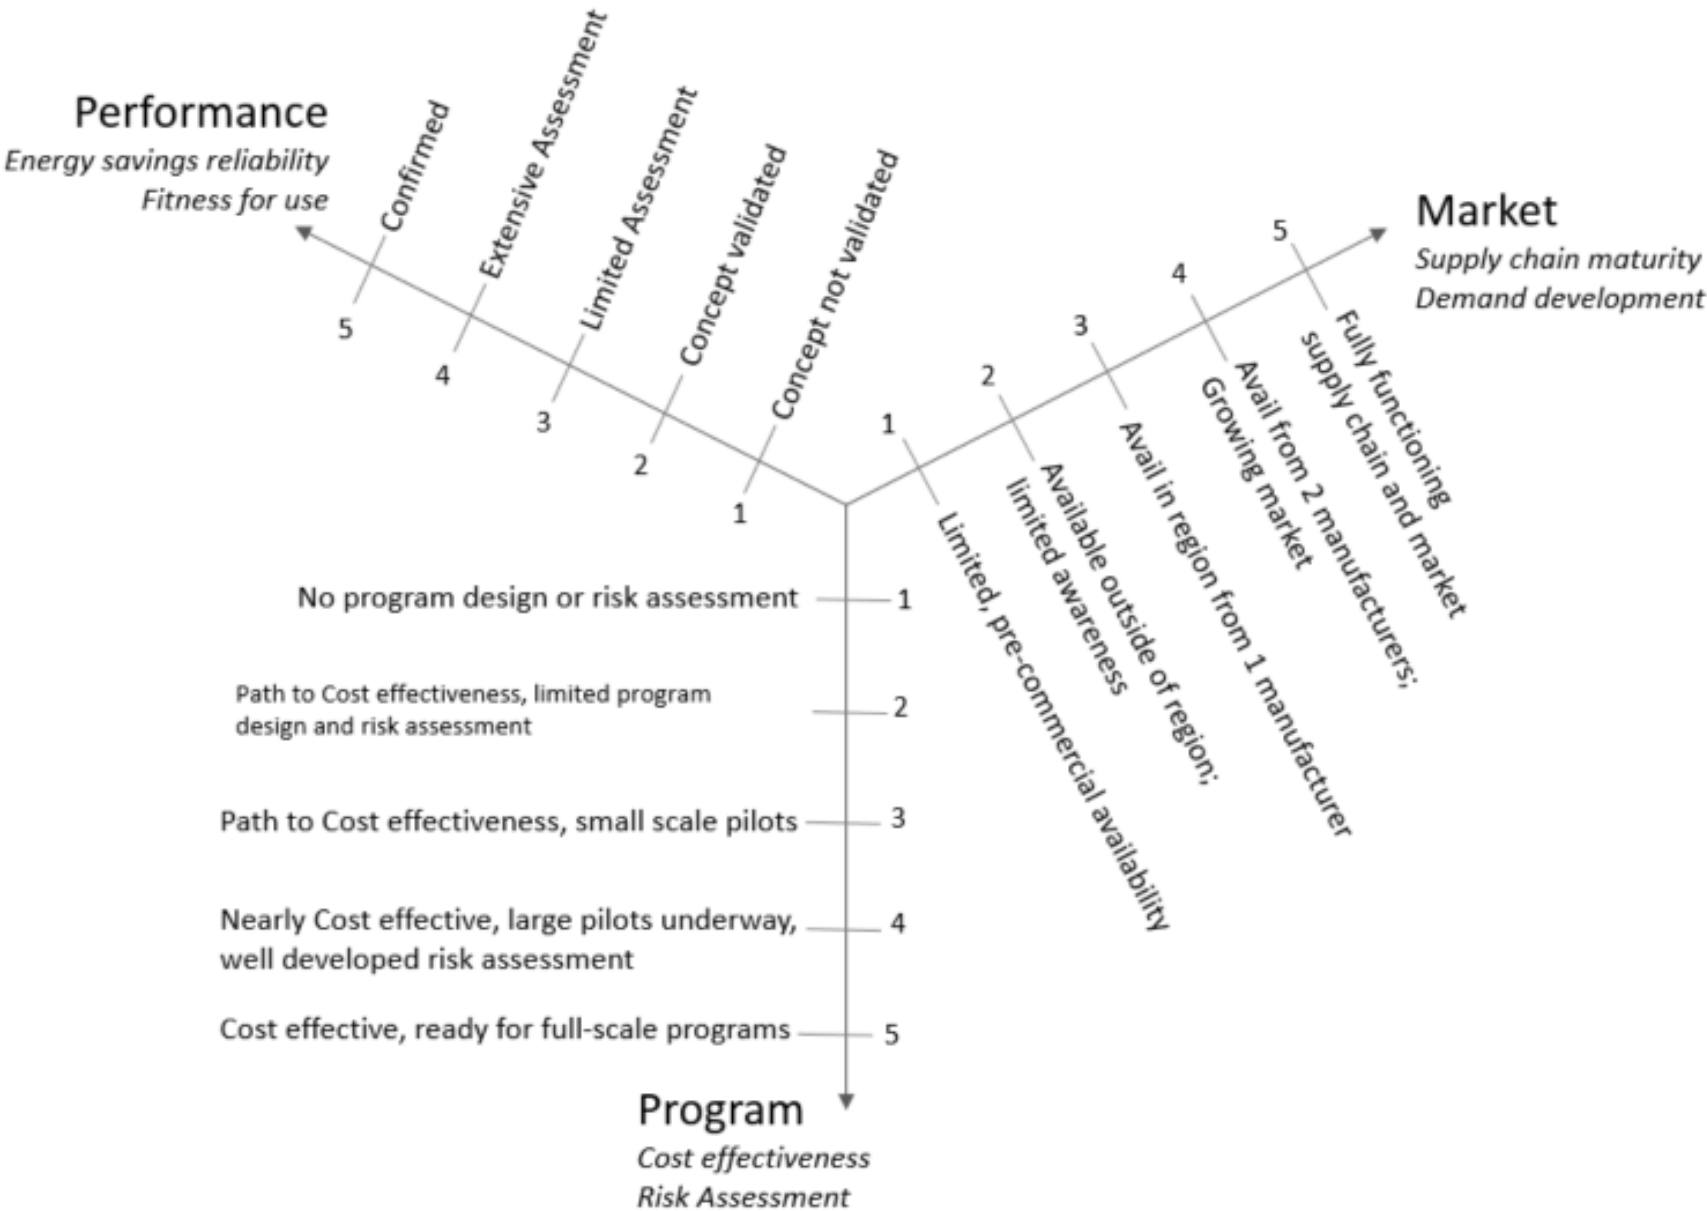 Performance
Energy savings reliability
Fitness for use
Confirmed
Extensive Assessment
Limited Assessment
Concept validated
Concept not validated
5
4
3
2
1
Market
Supply chain maturity
Demand development
1
2
3
4
5
Limited, pre-commercial availability
Available outside of region;
limited awareness
Avail in region from 1 manufacturer
Avail from 2 manufacturers;
Growing market
Fully functioning
supply chain and market
No program design or risk assessment
1
Path to Cost effectiveness, limited program
design and risk assessment
2
Path to Cost effectiveness, small scale pilots
3
Nearly Cost effective, large pilots underway,
well developed risk assessment
4
Cost effective, ready for full-scale programs
5
Program
Cost effectiveness
Risk Assessment